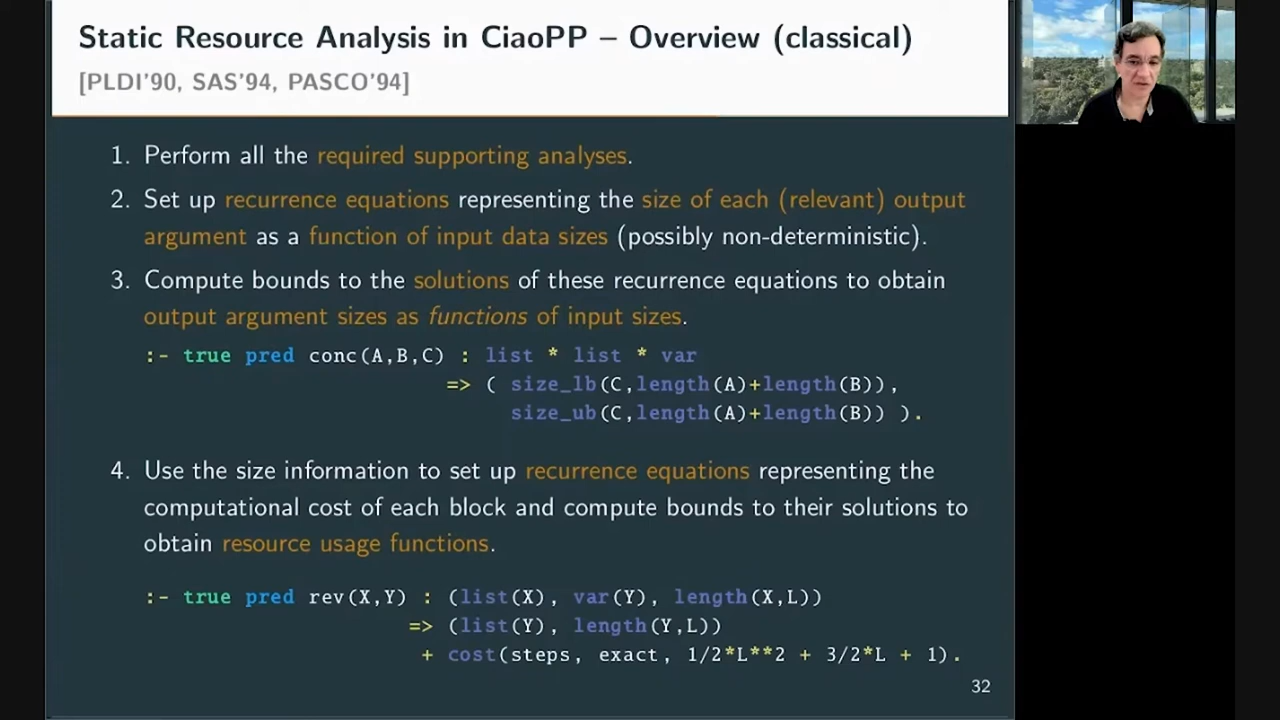 Static Resource Analysis in CiaoPP – Overview (classical)
[PLDI'90, SAS'94, PASCO'94]
1. Perform all the required supporting analyses.
2. Set up recurrence equations representing the size of each (relevant) output
argument as a function of input data sizes (possibly non-deterministic).
3. Compute bounds to the solutions of these recurrence equations to obtain
output argument sizes as functions of input sizes.
:- true pred conc(A,B,C) : list * list * var
=> ( size_lb(C,length(A)+length(B)),
size_ub(C,length(A)+length(B)) ).
4. Use the size information to set up recurrence equations representing the
computational cost of each block and compute bounds to their solutions to
obtain resource usage functions.
:- true pred rev(X,Y) : (list(X), var(Y), length(X,L))
=> (list(Y), length(Y,L))
+ cost(steps, exact, 1/2*L**2 + 3/2*L + 1).
32